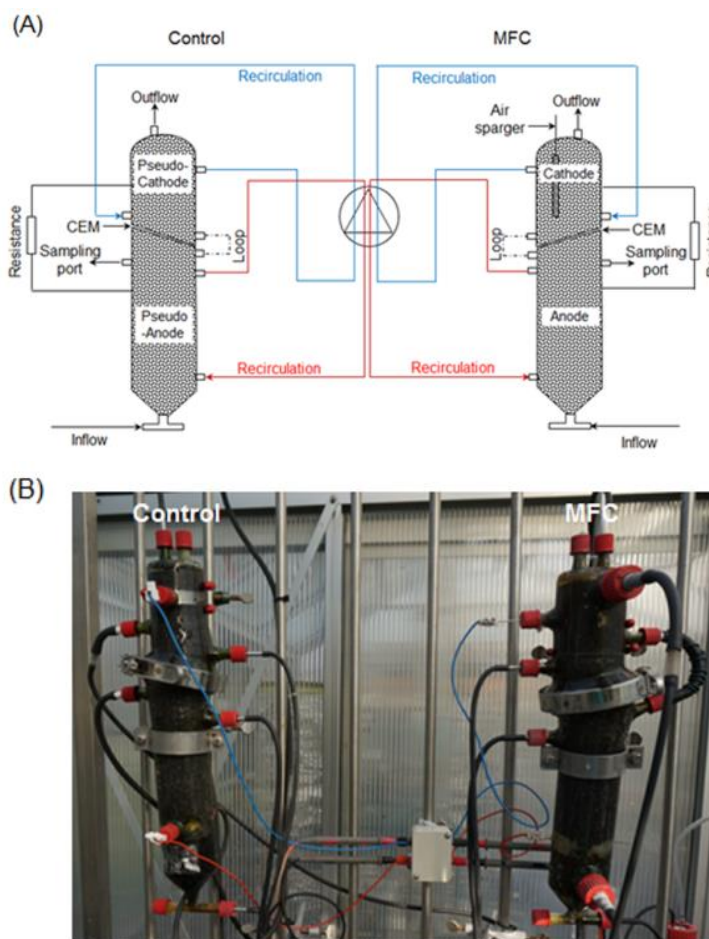 (A)
Control
MFC
Recirculation
Recirculation
Outflow
Air
sparger
Outflow
Pseudo-
Cathode
Cathode
Resistance
CEM
Sampling
port
Loop
Loop
CEM
Sampling
port
Pseudo
-Anode
Anode
Recirculation
Recirculation
Inflow
Inflow
(B)
Control
MFC